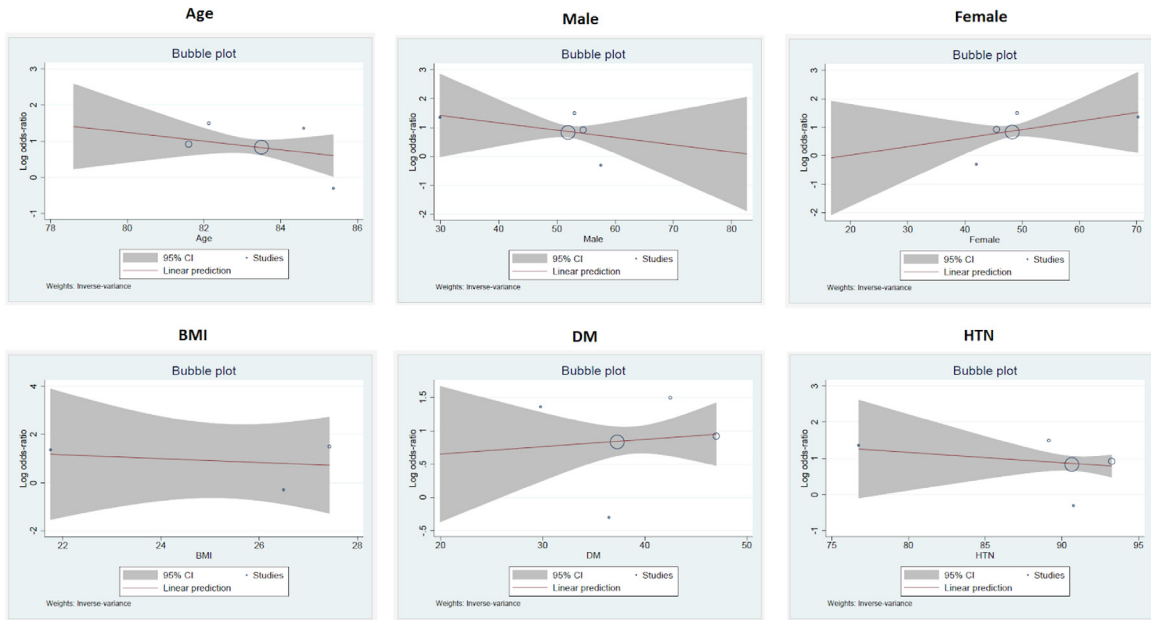 Age
Bubble plot
Log odds-ratio
3
2
1
0
-1
78
80
82
84
86
Age
95% CI
Studies
Linear prediction
Weights: Inverse-variance
Male
Bubble plot
Log odds-ratio
3
2
1
0
-1
-2
30
40
50
60
70
80
Male
95% CI
Studies
Linear prediction
Weights: Inverse-variance
Female
Bubble plot
Log odds-ratio
3
2
1
0
-1
-2
20
30
40
50
60
70
Female
95% CI
Studies
Linear prediction
Weights: Inverse-variance
BMI
Bubble plot
Log odds-ratio
4
2
0
-2
22
24
26
28
BMI
95% CI
Studies
Linear prediction
Weights: Inverse-variance
DM
Bubble plot
Log odds-ratio
1.5
1
.5
0
-.5
20
30
40
50
DM
95% CI
Studies
Linear prediction
Weights: Inverse-variance
HTN
Bubble plot
Log odds-ratio
3
2
1
0
-1
75
80
85
90
95
HTN
95% CI
Studies
Linear prediction
Weights: Inverse-variance